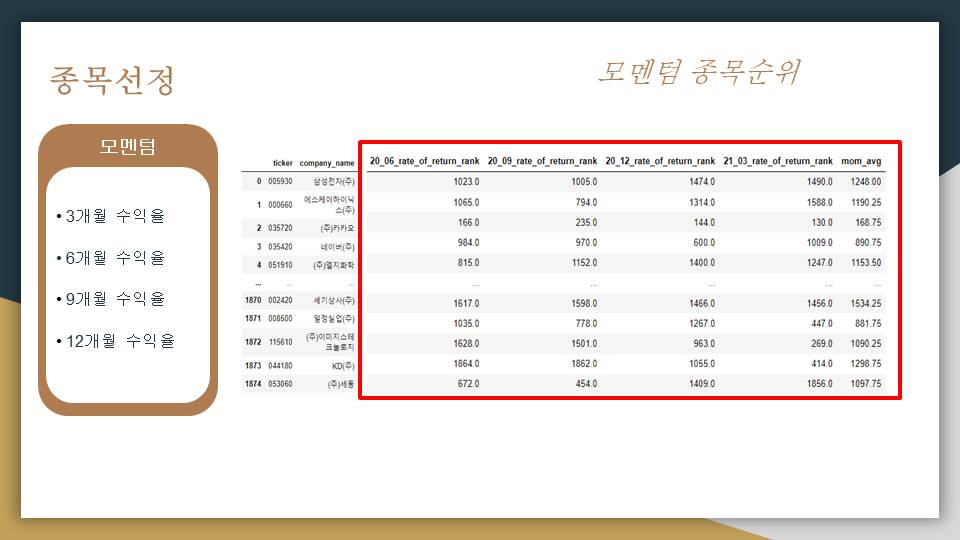 종목선정
모멘텀 종목순위
모멘텀
• 3개월 수익율
• 6개월 수익율
• 9개월 수익율
• 12개월 수익율
ticker company_name 20_06_rate_of_return_rank 20_09_rate_of_return_rank 20_12_rate_of_return_rank 21_03_rate_of_return_rank mom_avg
0 005930 삼성전자(주) 1023.0 1005.0 1474.0 1490.0 1248.00
1 000660 에스케이하이닉
스(주) 1065.0 794.0 1314.0 1588.0 1190.25
2 035720 (주)카카오 166.0 235.0 144.0 130.0 168.75
3 035420 네이버(주) 984.0 970.0 600.0 1009.0 890.75
4 051910 (주)엘지화학 815.0 1152.0 1400.0 1247.0 1153.50
... ... ... ... ... ... ... ...
1870 002420 세기상사(주) 1617.0 1598.0 1466.0 1456.0 1534.25
1871 008500 일정실업(주) 1035.0 778.0 1267.0 447.0 881.75
1872 115610 (주)이미지스테
크놀로지 1628.0 1501.0 963.0 269.0 1090.25
1873 044180 KD(주) 1864.0 1862.0 1055.0 414.0 1298.75
1874 053060 (주)세동 672.0 454.0 1409.0 1856.0 1097.75